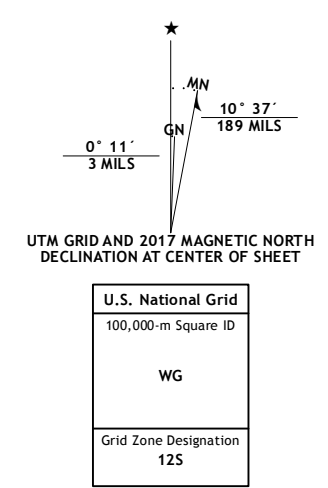 ★
MN
10° 37´
189 MILS
GN
0° 11´
3 MILS
UTM GRID AND 2017 MAGNETIC NORTH
DECLINATION AT CENTER OF SHEET
U.S. National Grid
100,000-m Square ID
WG
Grid Zone Designation
12S